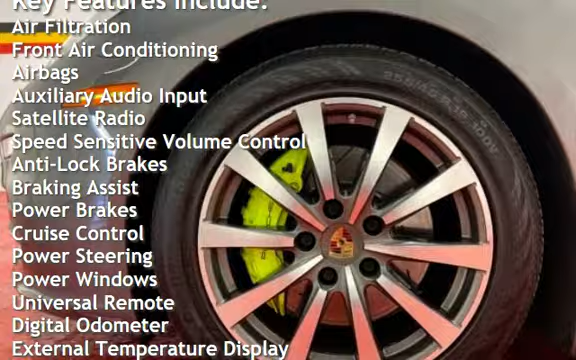 Key Features Include:
Air Filtration
Front Air Conditioning
Airbags
Auxiliary Audio Input
Satellite Radio
Speed Sensitive Volume Control
Anti-Lock Brakes
Braking Assist
Power Brakes
Cruise Control
Power Steering
Power Windows
Universal Remote
Digital Odometer
External Temperature Display